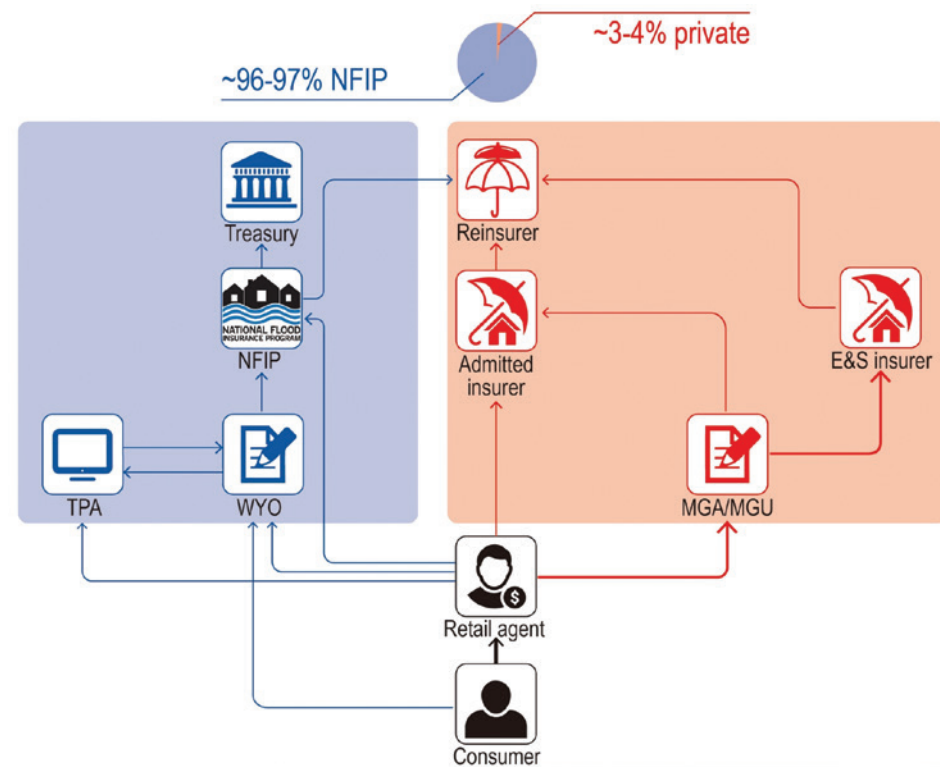 ~3-4% private
~96-97% NFIP
Treasury
Reinsurer
NATIONAL FLOOD
INSURANCE PROGRAM
NFIP
Admitted
insurer
E&S insurer
TPA
WYO
MGA/MGU
$
Retail agent
Consumer